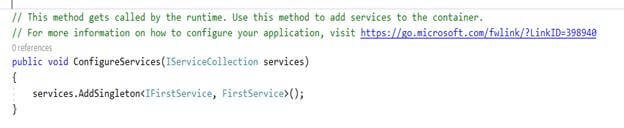 // This method gets called by the runtime. Use this method to add services to the container.
// For more information on how to configure your application, visit https://go.microsoft.com/fwlink/?LinkID=398940
0 references
public void ConfigureServices(IServiceCollection services)
{
services.AddSingleton<IFirstService, FirstService>();
}